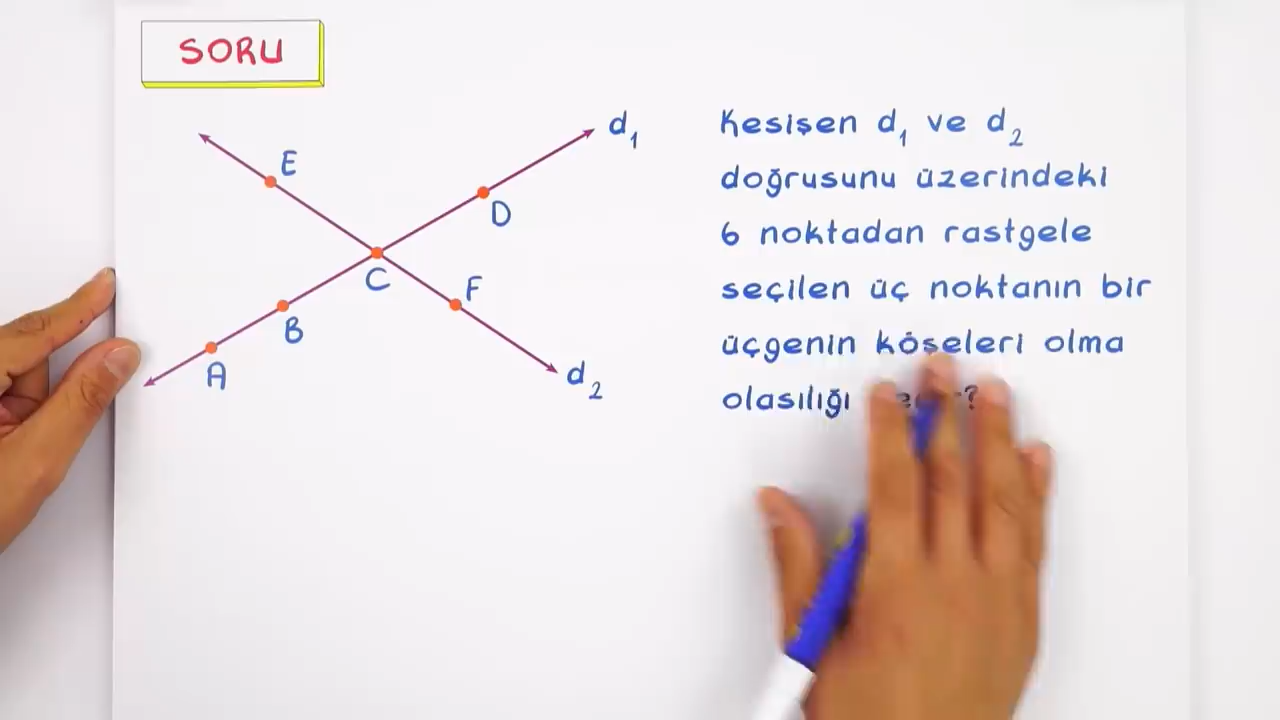 SORU
E
d1
D
C
F
B
A
d2
Kesişen d1 ve d2
doğrusunu üzerindeki
6 noktadan rastgele
seçilen üç noktanın bir
üçgenin köşeleri olma
olasılığı ?